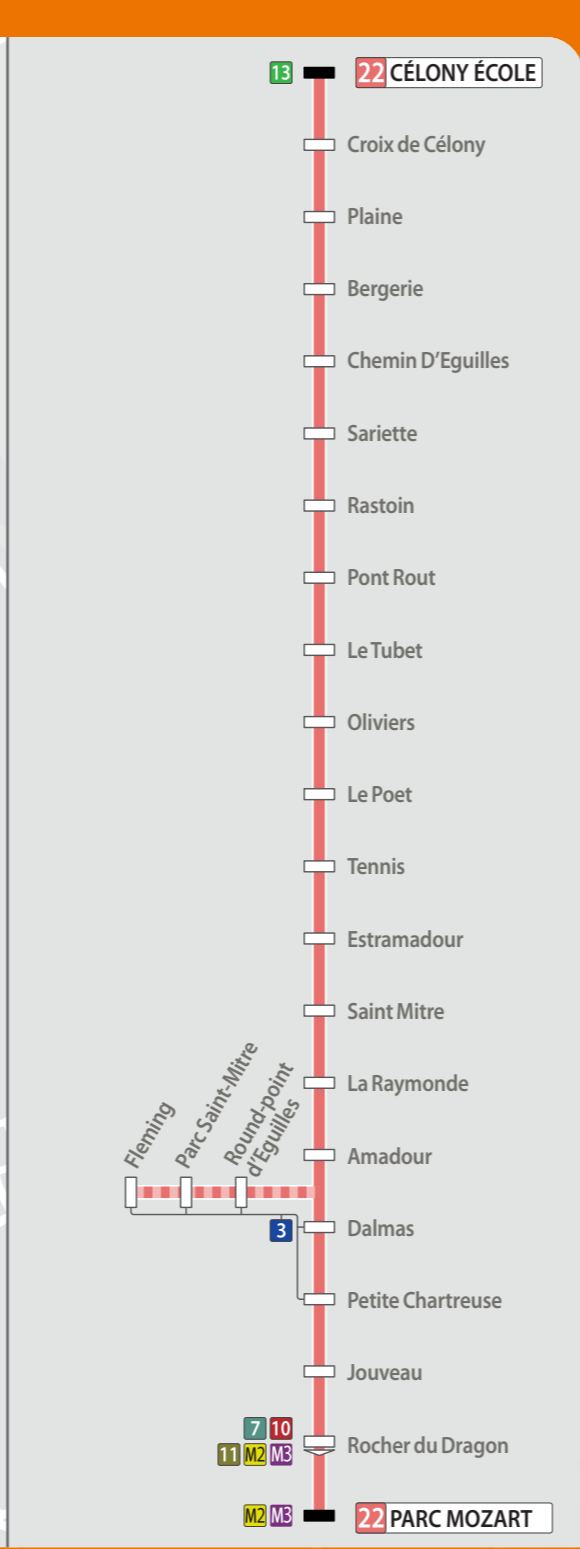 13 22 CÉLONY ÉCOLE
Croix de Célony
Plaine
Bergerie
Chemin D'Eguilles
Sariette
Rastoin
Pont Rout
Le Tubet
Oliviers
Le Poet
Tennis
Estramadour
Saint Mitre
La Raymonde
Fleming
Parc Saint-Mitre
Round-point
d'Eguilles
Amadour
3 Dalmas
Petite Chartreuse
Jouveau
7 10
11 M2 M3
Rocher du Dragon
M2 M3 22 PARC MOZART